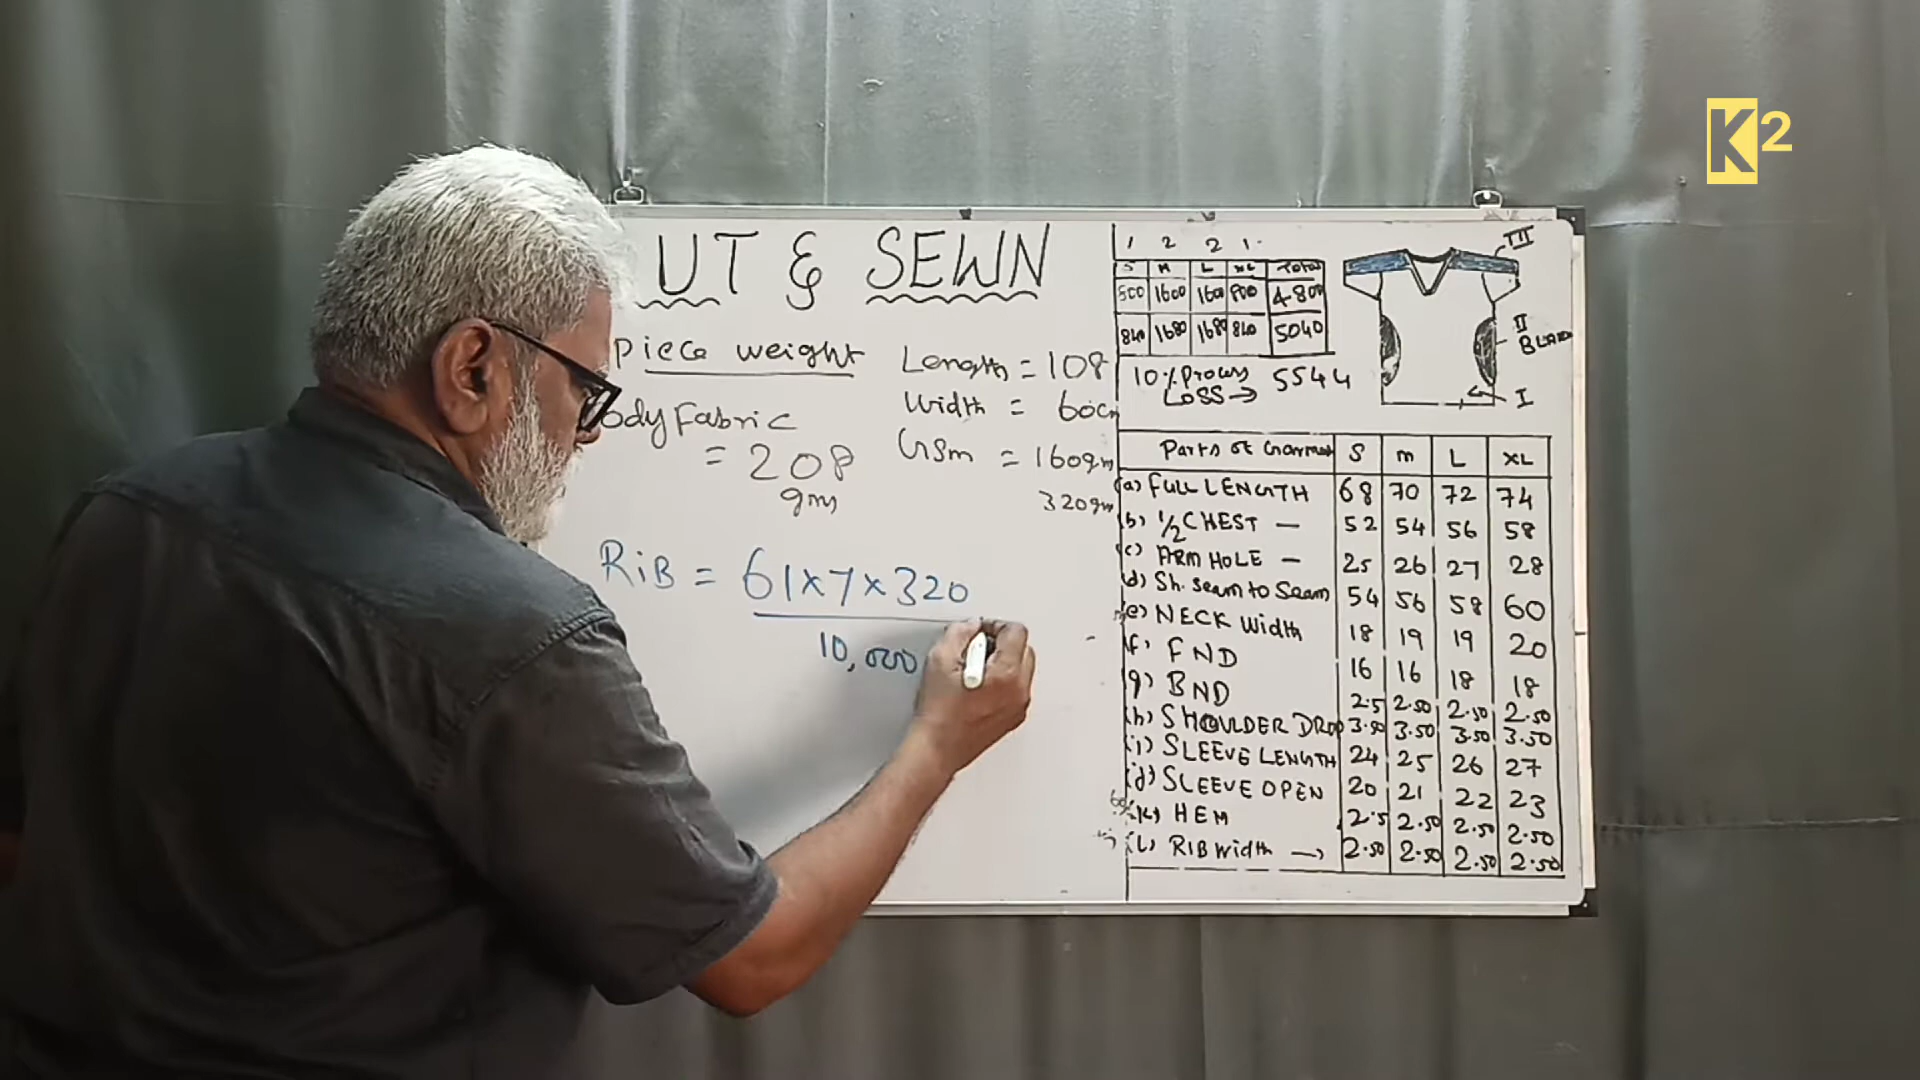 K2
UT & SEWN
Piece weight
ody Fabric
= 208
gms
Length = 108
Width = 60cm
GSm = 160gm
320gm
RiB = 61x7x320
10,000
1 2 2 1
S M L XL Total
500 1600 1600 800 4800
840 1680 1680 840 5040
10% Process
Loss → 5544
III
II
I
Parts of Garment S m L XL
(a) FULL LENGTH 68 70 72 74
(b) 1/2 CHEST — 52 54 56 58
(c) ARM HOLE — 25 26 27 28
(d) Sh. Seam to Seam 54 56 58 60
(e) NECK Width 18 19 19 20
(f) FND 16 16 18 18
(g) BND 2.5 2.50 2.50 2.50
(h) SHOULDER DROP 3.50 3.50 3.50 3.50
(i) SLEEVE LENGTH 24 25 26 27
(j) SLEEVE OPEN 20 21 22 23
(k) HEM 2.5 2.50 2.50 2.50
(l) RIB Width → 2.50 2.50 2.50 2.50